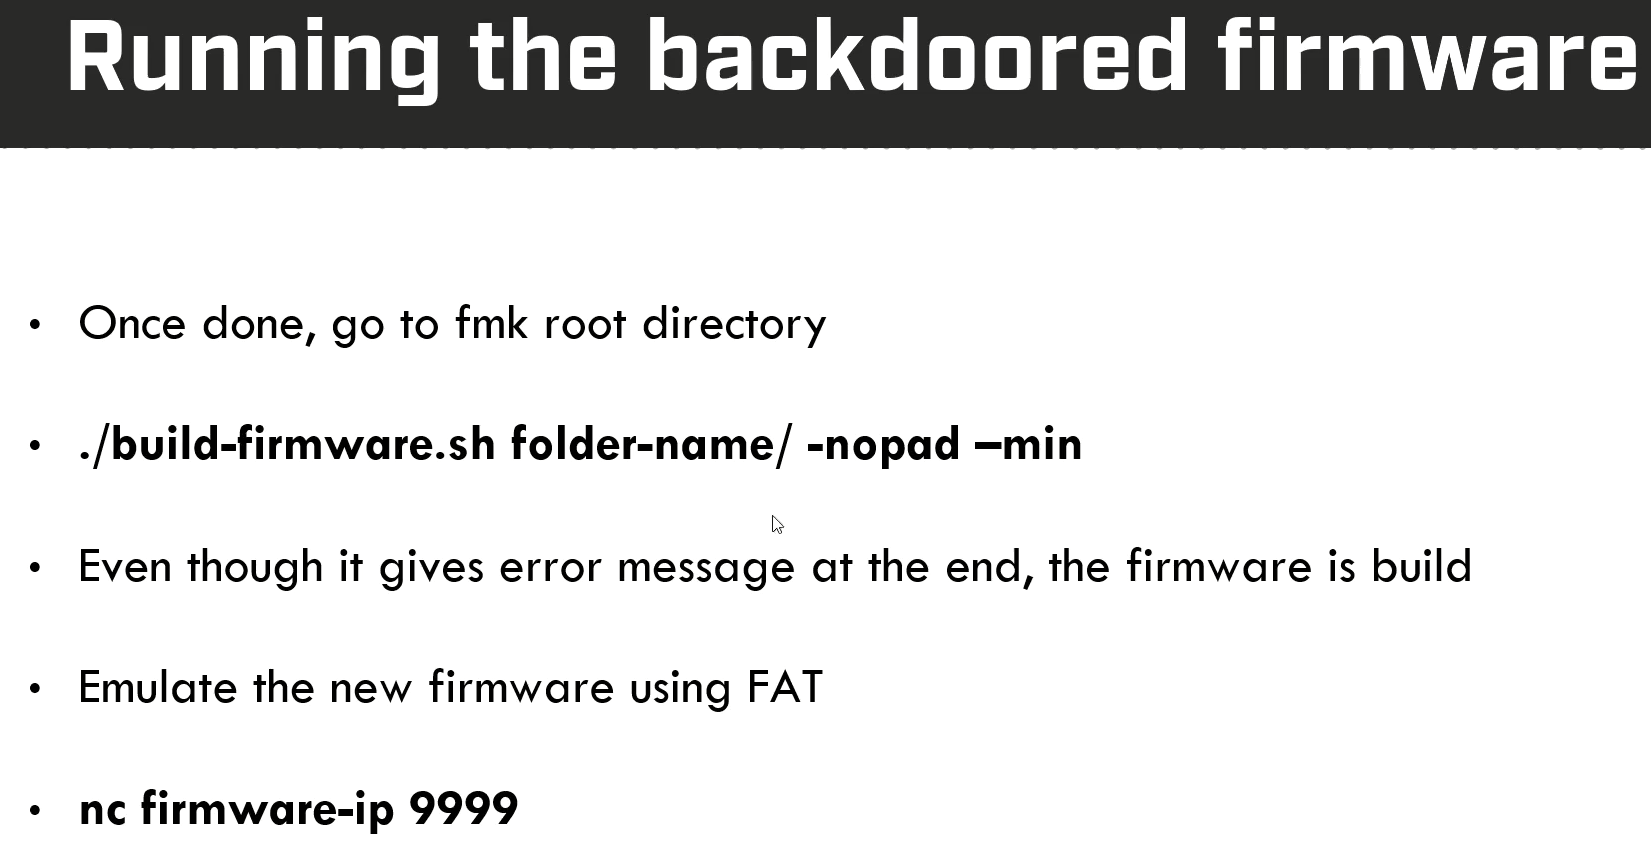 Running the backdoored firmware
• Once done, go to fmk root directory
• ./build-firmware.sh folder-name/ -nopad –min
• Even though it gives error message at the end, the firmware is build
• Emulate the new firmware using FAT
• nc firmware-ip 9999